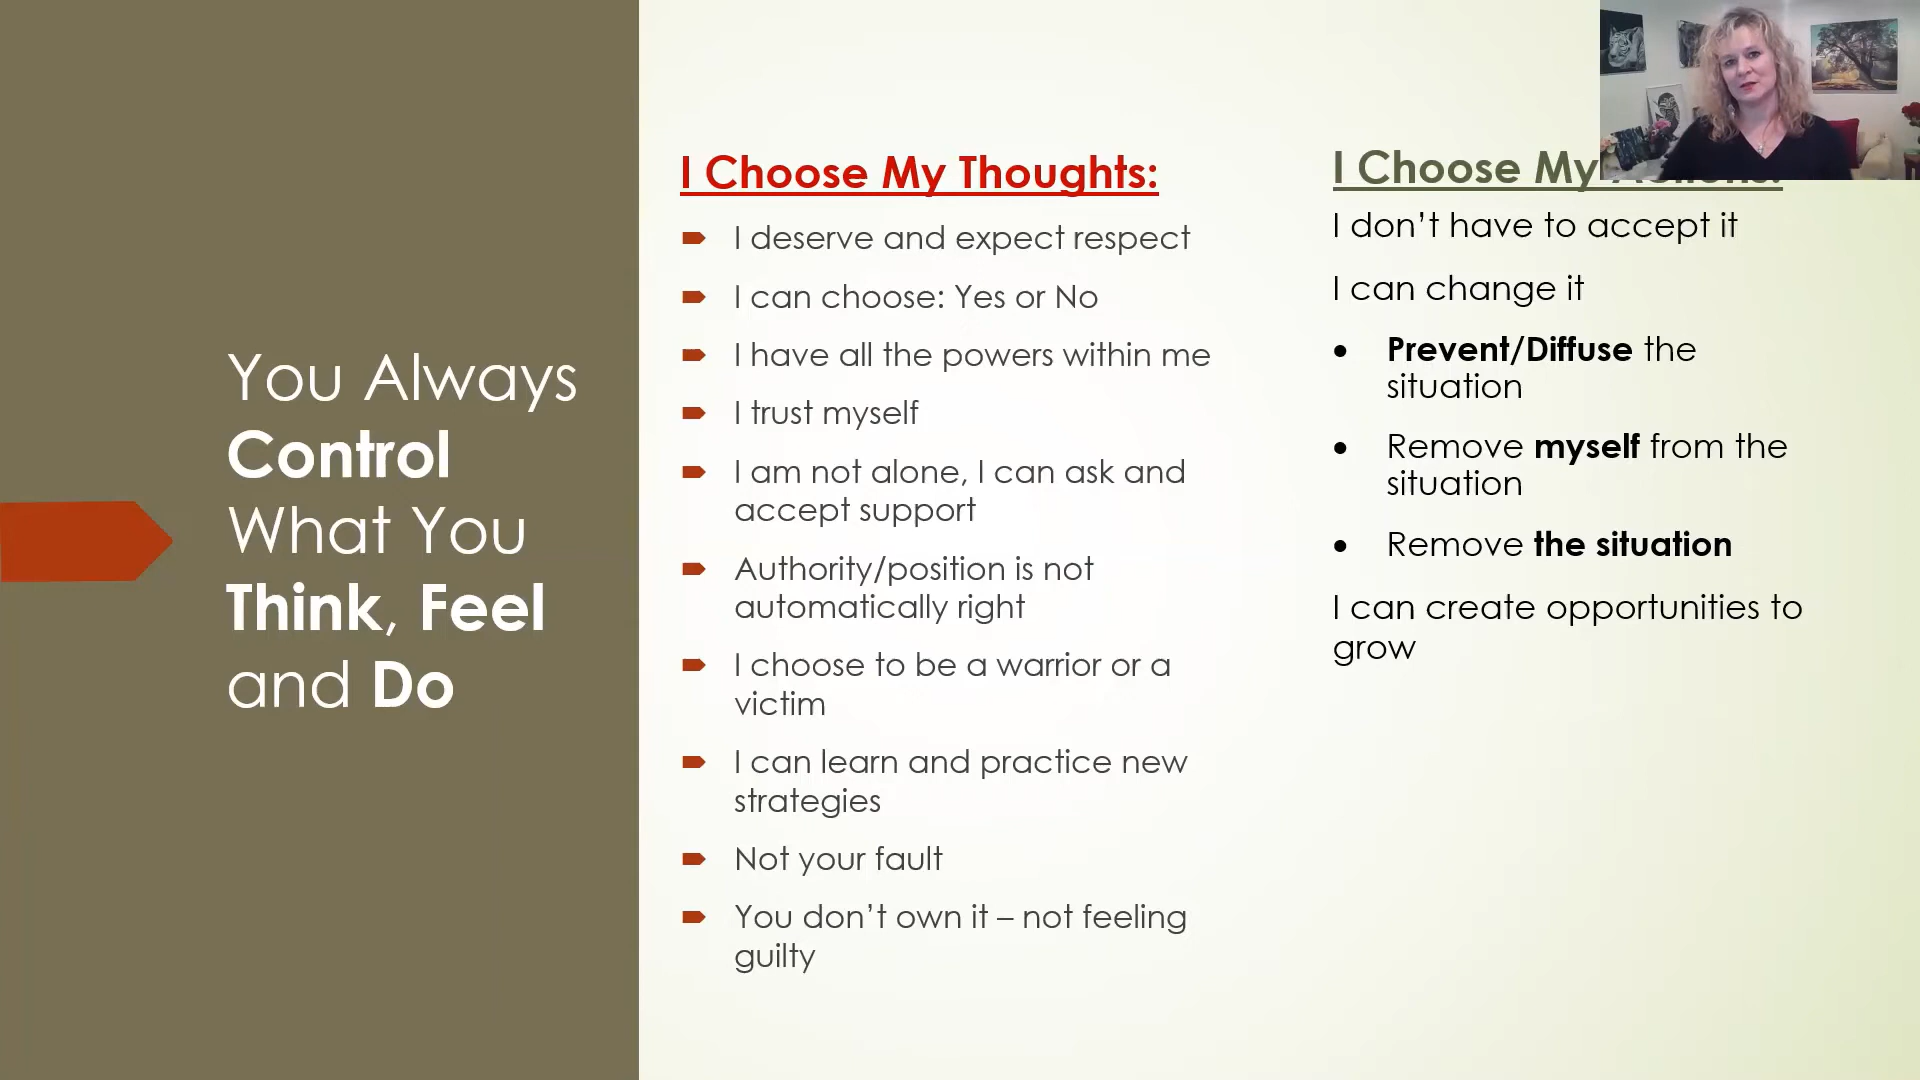 You Always
Control
What You
Think, Feel
and Do
I Choose My Thoughts:
I deserve and expect respect
I can choose: Yes or No
I have all the powers within me
I trust myself
I am not alone, I can ask and
accept support
Authority/position is not
automatically right
I choose to be a warrior or a
victim
I can learn and practice new
strategies
Not your fault
You don’t own it – not feeling
guilty
I Choose My
I don’t have to accept it
I can change it
Prevent/Diffuse the
situation
Remove myself from the
situation
Remove the situation
I can create opportunities to
grow